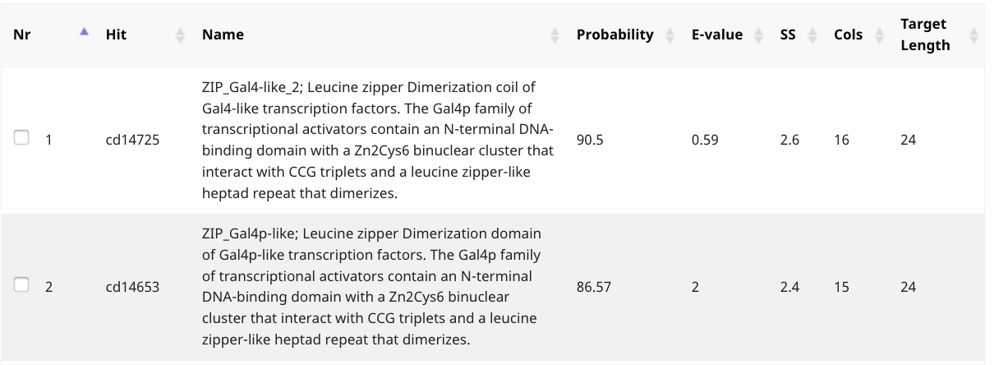 Nr Hit Name Probability E-value SS Cols Target
Length
ZIP_Gal4-like_2; Leucine zipper Dimerization coil of
Gal4-like transcription factors. The Gal4p family of
transcriptional activators contain an N-terminal DNA-
1 cd14725 binding domain with a Zn2Cys6 binuclear cluster that 90.5 0.59 2.6 16 24
interact with CCG triplets and a leucine zipper-like
heptad repeat that dimerizes.
ZIP_Gal4p-like; Leucine zipper Dimerization domain
of Gal4p-like transcription factors. The Gal4p family
of transcriptional activators contain an N-terminal
2 cd14653 DNA-binding domain with a Zn2Cys6 binuclear 86.57 2 2.4 15 24
cluster that interact with CCG triplets and a leucine
zipper-like heptad repeat that dimerizes.